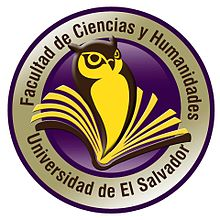 Facultad de Ciencias y Humanidades
Universidad de El Salvador